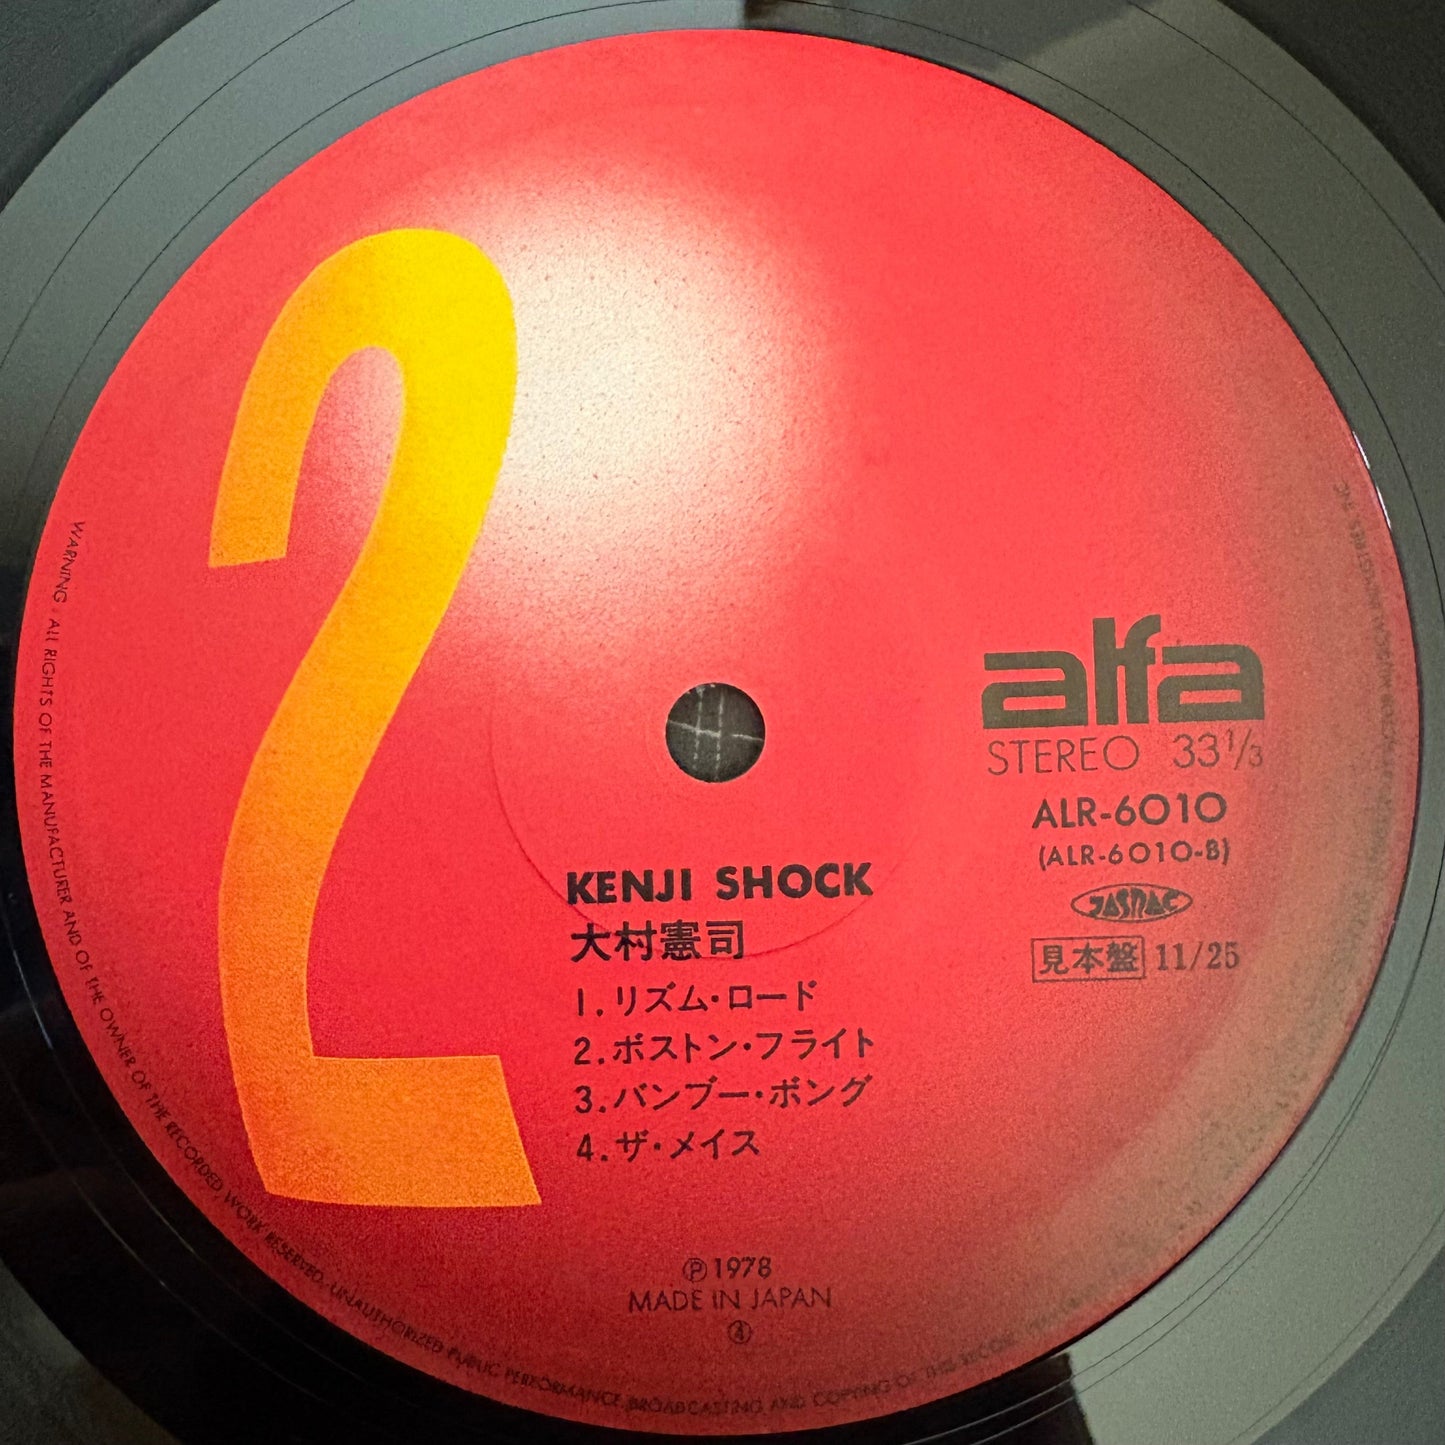 2
alfa
STEREO 33 1/3
ALR-6010
(ALR-6010-B)
JASRAC
見本盤 11/25
KENJI SHOCK
大村憲司
1.リズム・ロード
2.ボストン・フライト
3.バンブー・ボング
4.ザ・メイス
Ⓟ1978
MADE IN JAPAN
④
WARNING : ALL RIGHTS OF THE MANUFACTURER AND OF THE OWNER OF THE RECORDED WORK RESERVED. UNAUTHORIZED PUBLIC PERFORMANCE BROADCASTING AND COPYING OF THIS RECORD